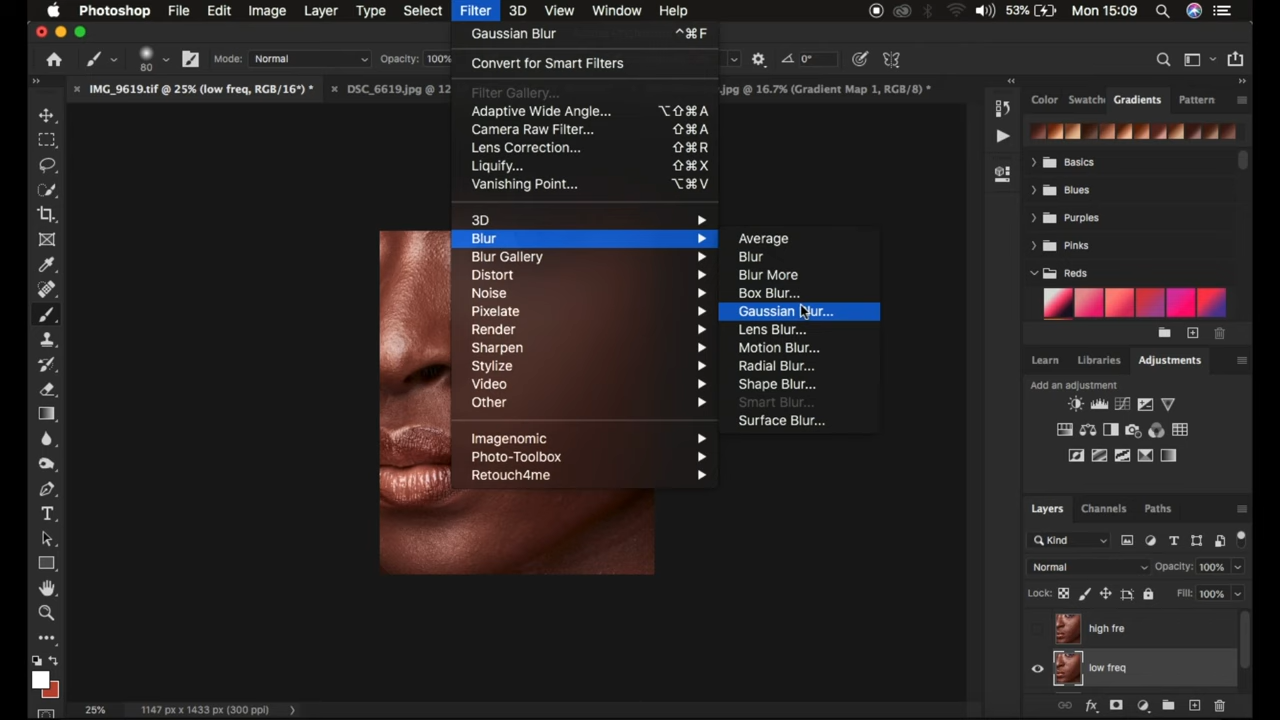 Photoshop File Edit Image Layer Type Select Filter 3D View Window Help 53% Mon 15:09
80 Mode: Normal Opacity: 100% 0°
IMG_9619.tif @ 25% (low freq, RGB/16*) * DSC_6619.jpg @ 12 .jpg @ 16.7% (Gradient Map 1, RGB/8) *
Gaussian Blur ^⌘F
Convert for Smart Filters
Filter Gallery...
Adaptive Wide Angle... ⌥⇧⌘A
Camera Raw Filter... ⇧⌘A
Lens Correction... ⇧⌘R
Liquify... ⇧⌘X
Vanishing Point... ⌥⌘V
3D
Blur
Blur Gallery
Distort
Noise
Pixelate
Render
Sharpen
Stylize
Video
Other
Imagenomic
Photo-Toolbox
Retouch4me
Average
Blur
Blur More
Box Blur...
Gaussian Blur...
Lens Blur...
Motion Blur...
Radial Blur...
Shape Blur...
Smart Blur...
Surface Blur...
Color Swatch Gradients Pattern
Basics
Blues
Purples
Pinks
Reds
Learn Libraries Adjustments
Add an adjustment
Layers Channels Paths
Kind
Normal Opacity: 100%
Lock: Fill: 100%
high fre
low freq
25% 1147 px x 1433 px (300 ppi)